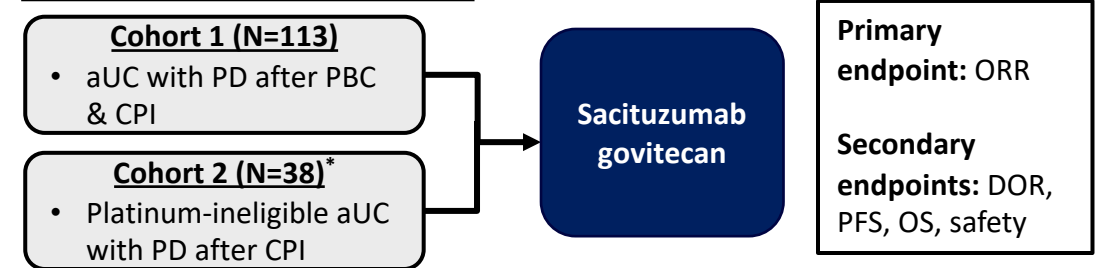 Cohort 1 (N=113)
• aUC with PD after PBC
& CPI
Cohort 2 (N=38)*
• Platinum-ineligible aUC
with PD after CPI
Sacituzumab
govitecan
Primary
endpoint: ORR
Secondary
endpoints: DOR,
PFS, OS, safety